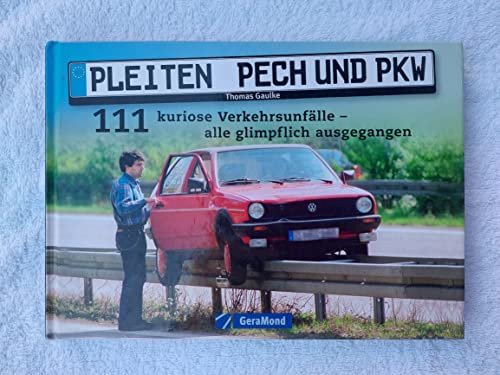 PLEITEN PECH UND PKW
Thomas Gaulke
111 kuriose Verkehrsunfälle –
alle glimpflich ausgegangen
GeraMond